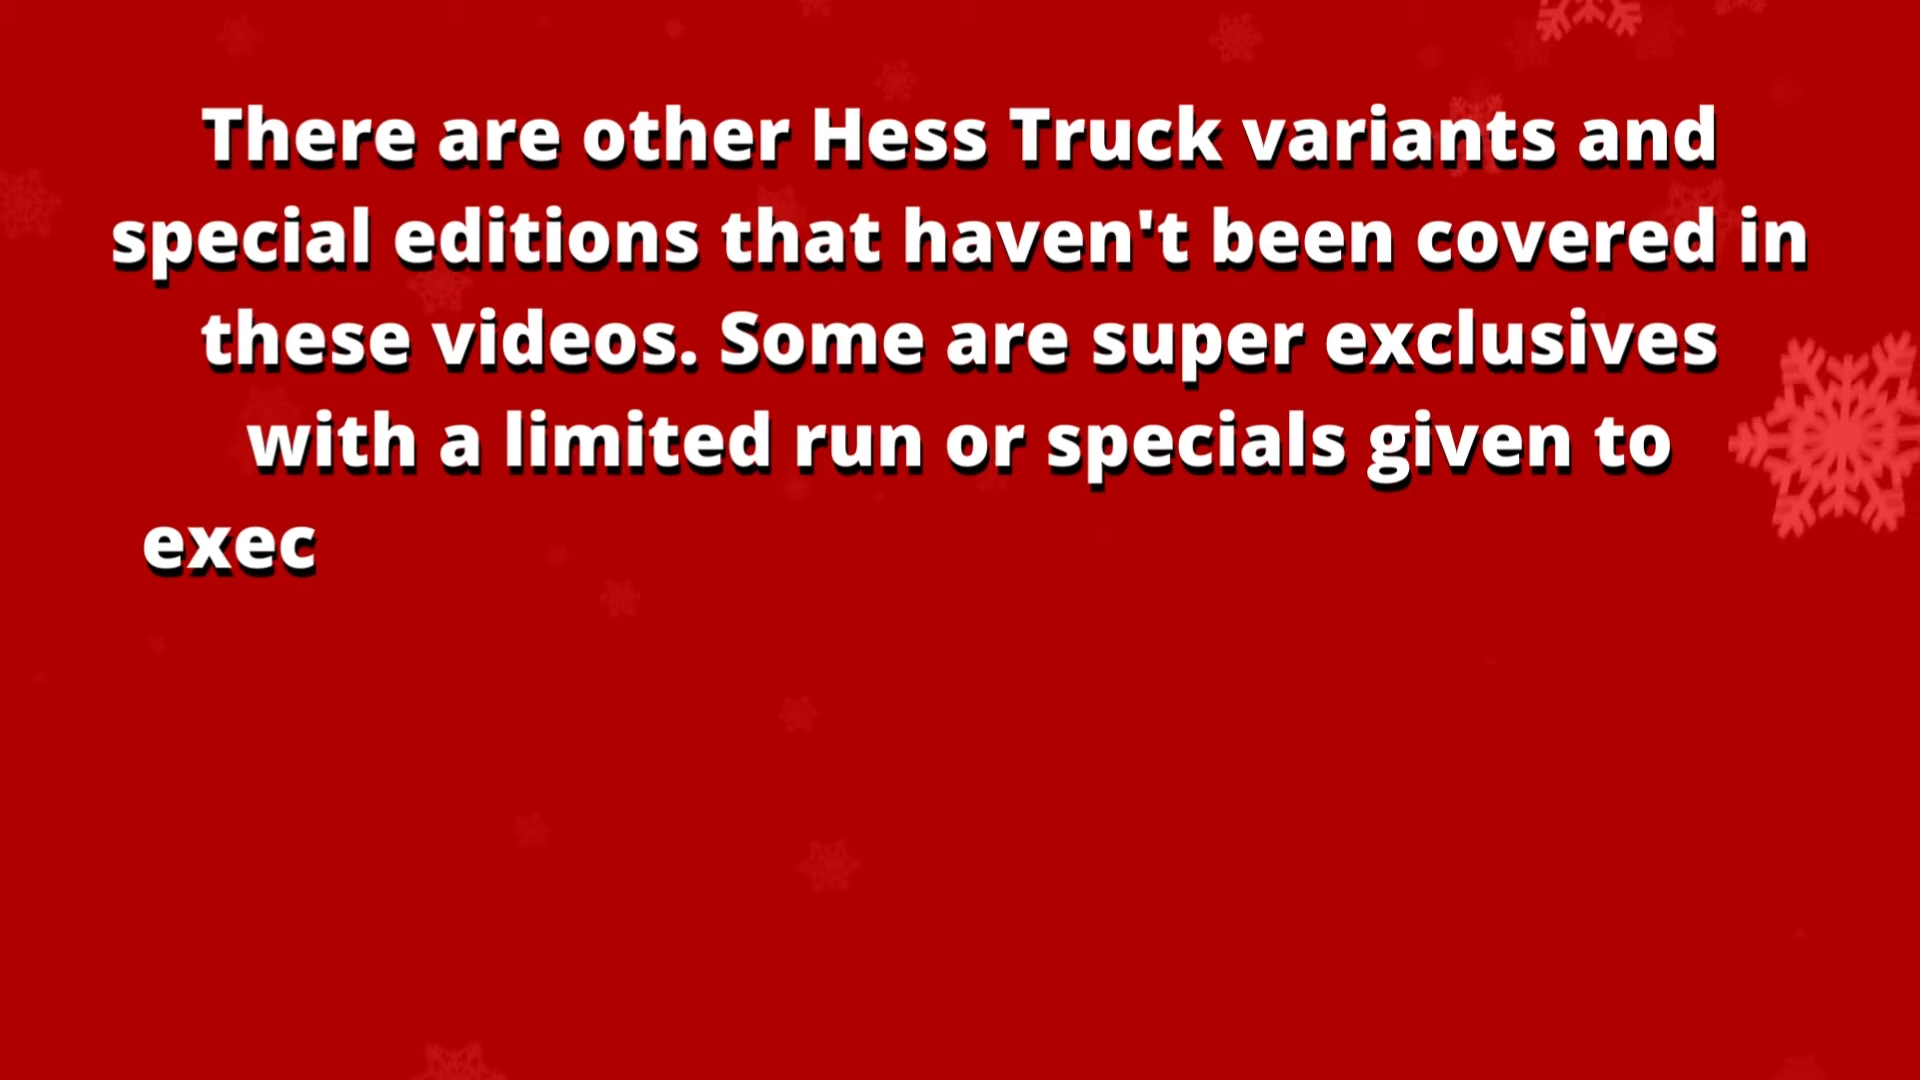 There are other Hess Truck variants and
special editions that haven't been covered in
these videos. Some are super exclusives
with a limited run or specials given to
exec